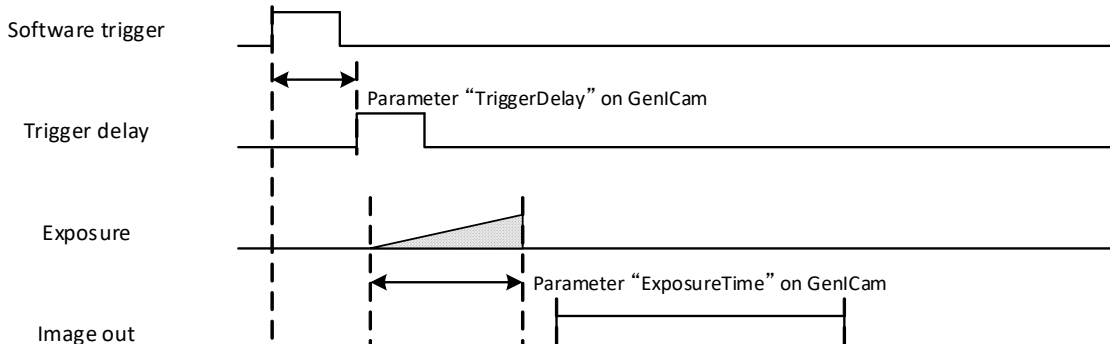 Software trigger
Parameter “TriggerDelay” on GenICam
Trigger delay
Exposure
Parameter “ExposureTime” on GenICam
Image out